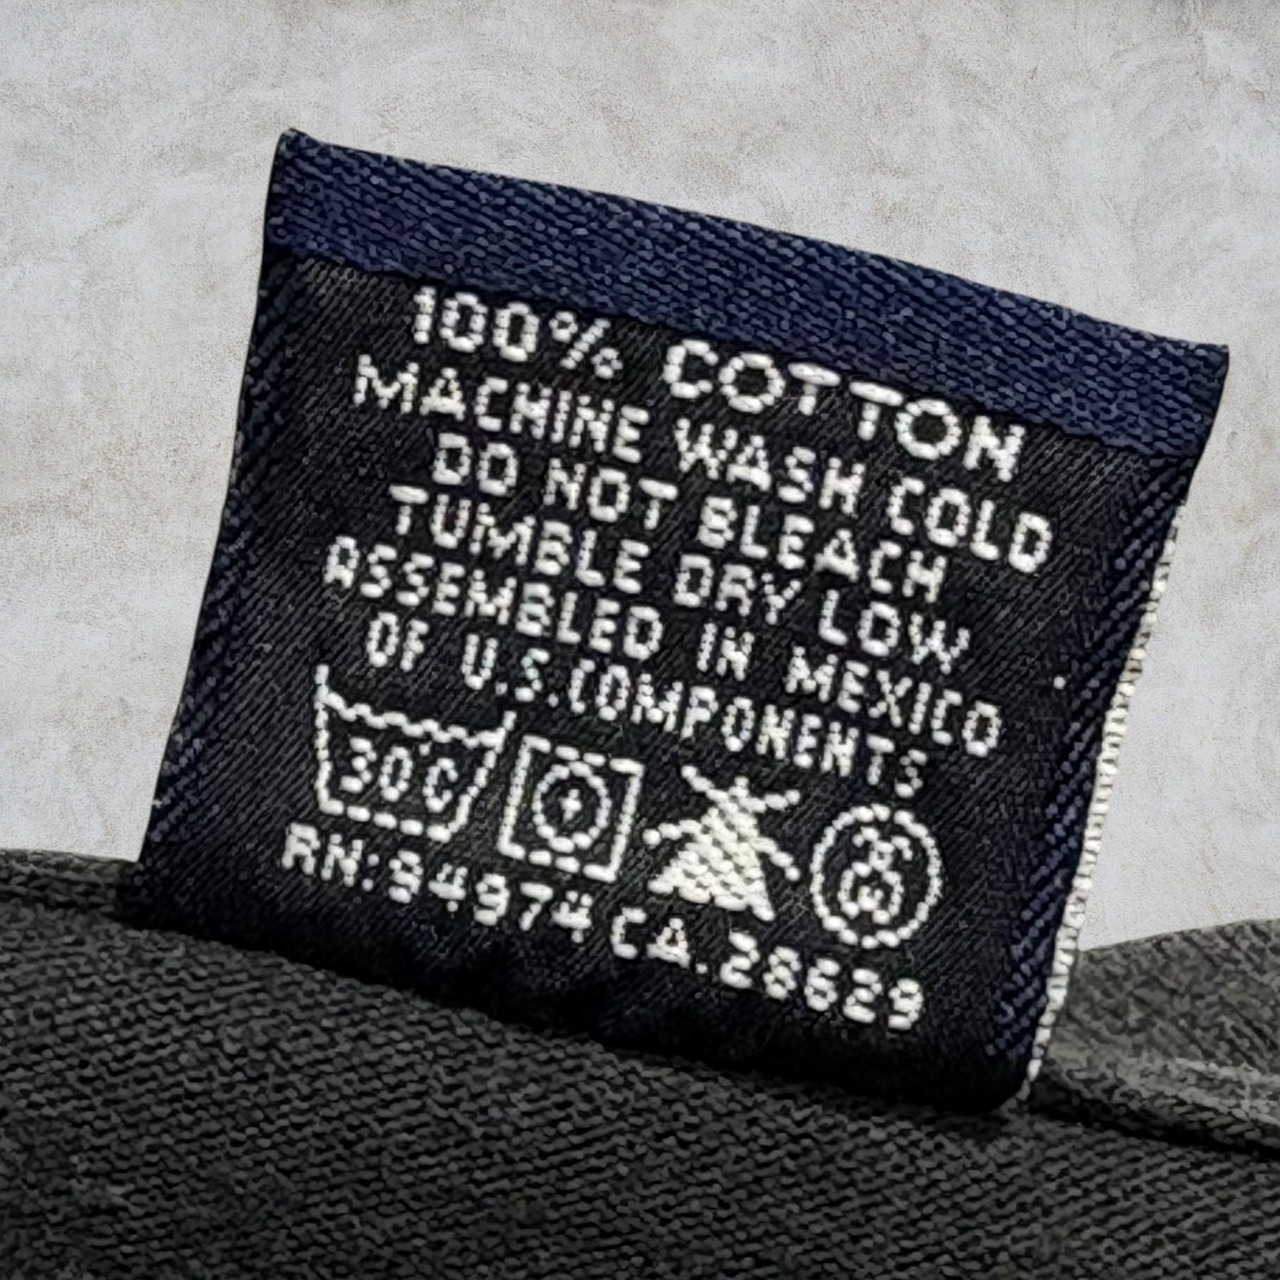 100% COTTON
MACHINE WASH COLD
DO NOT BLEACH
TUMBLE DRY LOW
ASSEMBLED IN MEXICO
OF U.S.COMPONENTS
30°C
RN:94974 CA.28629